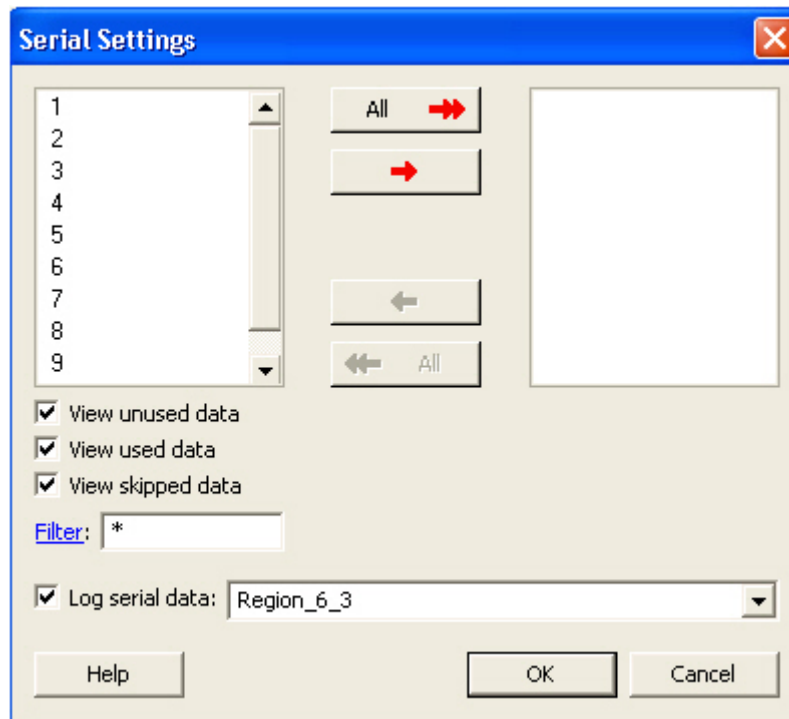 Serial Settings
1
2
3
4
5
6
7
8
9
All
All
View unused data
View used data
View skipped data
Filter: *
Log serial data: Region_6_3
Help
OK
Cancel